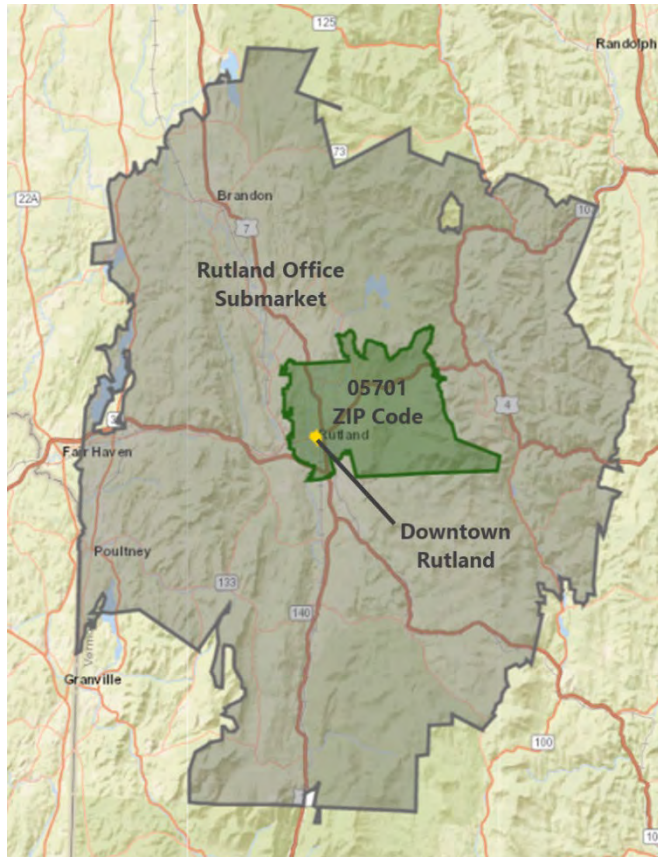 125
Randolph
73
22A
Brandon
7
Rutland Office
Submarket
05701
ZIP Code
4
Rutland
Fair Haven
Downtown
Rutland
Poultney
133
140
Granville
100